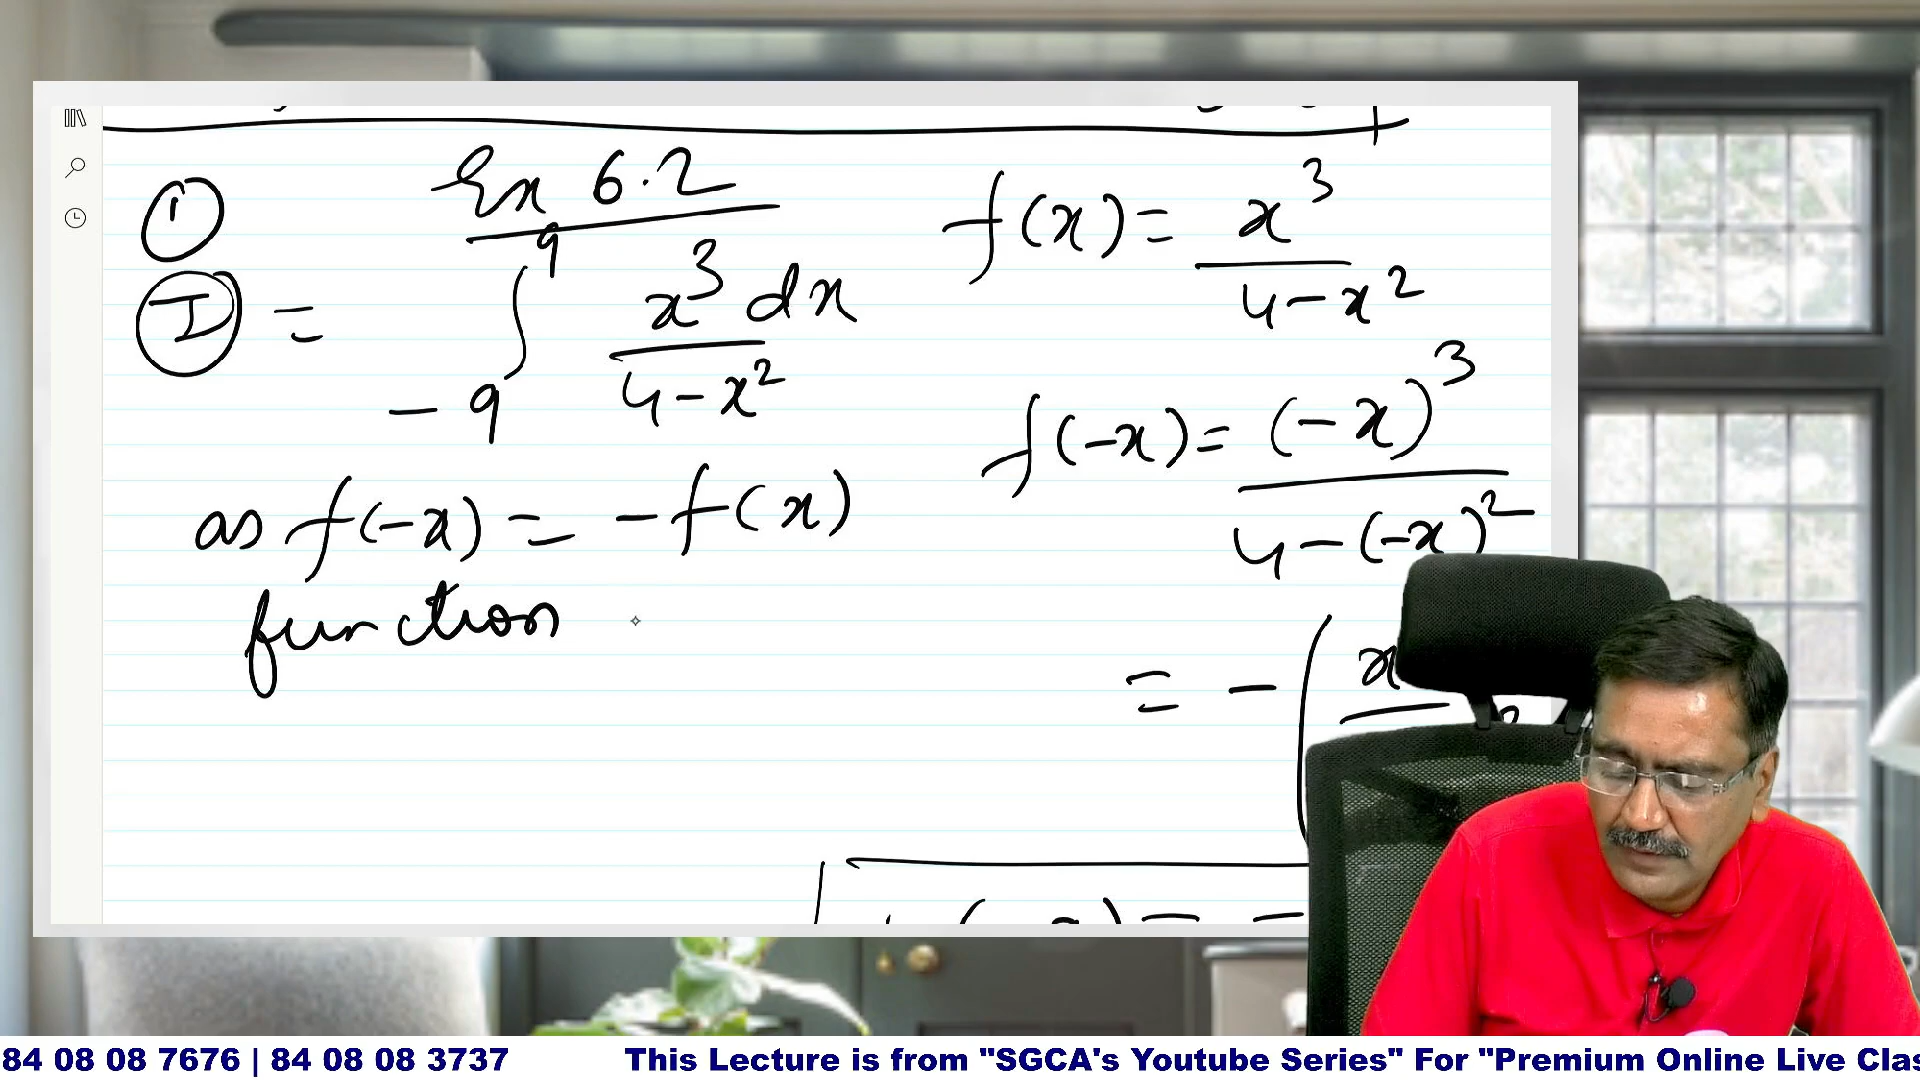 ①
Ex 6.2
I = ∫_{-9}^{9} x³ dx / 4-x²
as f(-x) = -f(x)
function
f(x) = x³ / 4-x²
f(-x) = (-x)³ / 4-(-x)²
= -(x
84 08 08 7676 | 84 08 08 3737 This Lecture is from "SGCA's Youtube Series" For "Premium Online Live Clas